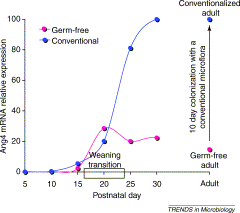 Germ-free
Conventional
Ang4 mRNA relative expression
100
80
60
40
20
0
Weaning
transition
5
10
15
20
25
30
Postnatal day
Conventionalized
adult
10 day colonization with a
conventional microflora
Germ-free
adult
Adult
TRENDS in Microbiology